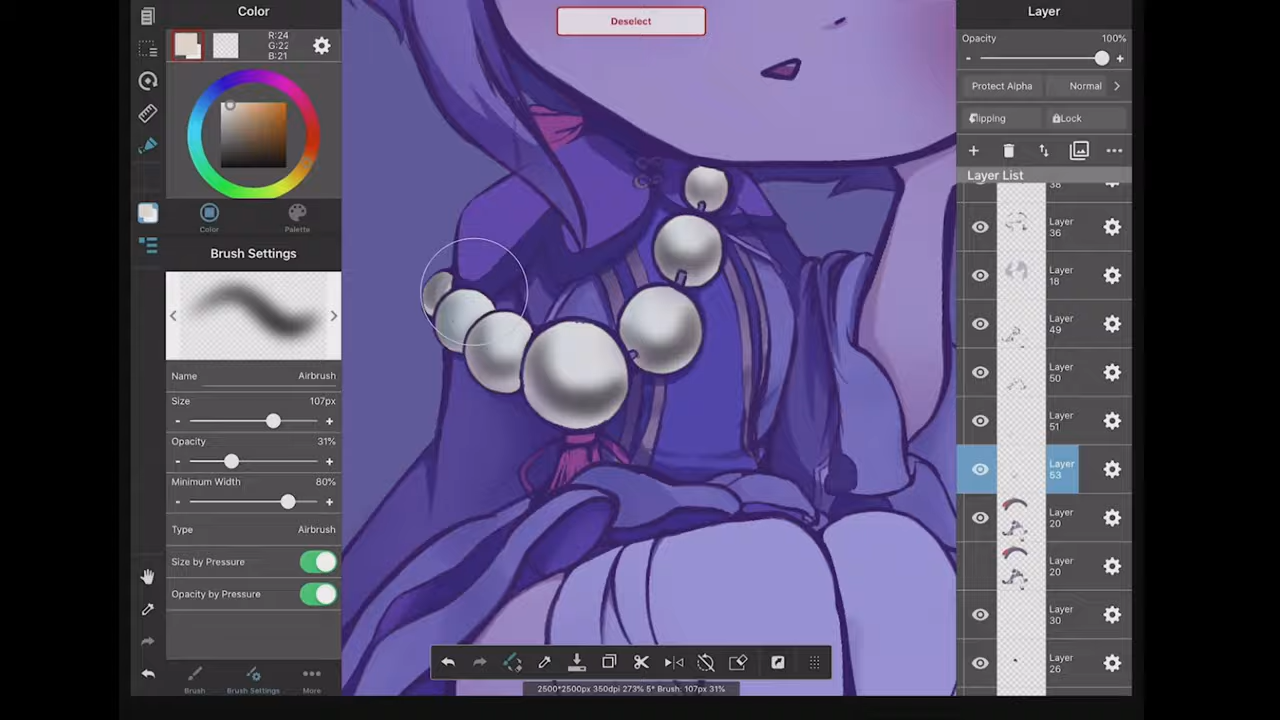 Color
Deselect
Layer
R:24
G:22
B:21
Opacity
100%
Protect Alpha
Normal
Lock
Layer List
Color
Palette
Brush Settings
Layer
36
Layer
18
Layer
49
Layer
50
Layer
51
Layer
53
Layer
20
Layer
20
Layer
30
Layer
26
Name
Airbrush
Size
107px
Opacity
31%
Minimum Width
80%
Type
Airbrush
Size by Pressure
Opacity by Pressure
Brush
Brush Settings
More
2500*2500px 350dpi 273% 5° Brush: 107px 31%